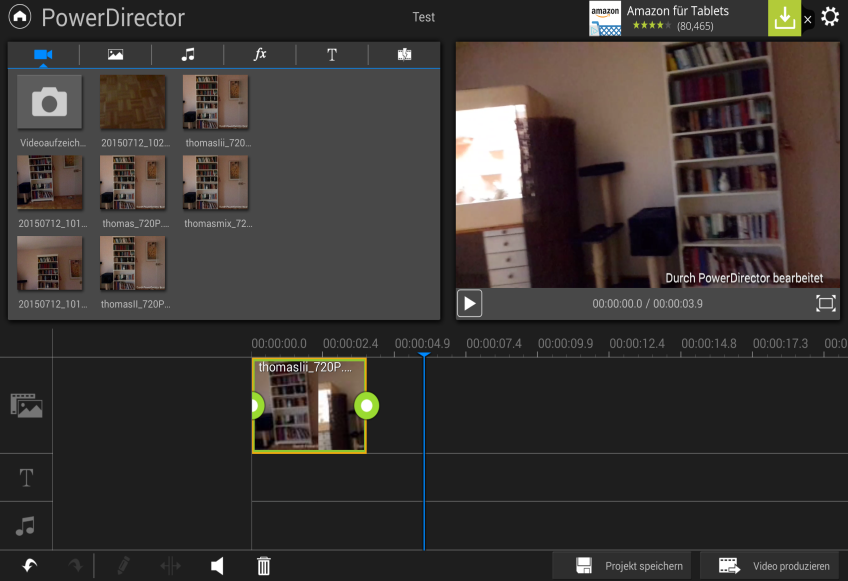 PowerDirector
Test
amazon
Amazon für Tablets
(80,465)
fx
T
Videoaufzeich...
20150712_102...
thomaslii_720...
20150712_101...
thomas_720P....
thomasmix_72...
20150712_101...
thomasII_720P...
Durch PowerDirector bearbeitet
00:00:00.0 / 00:00:03.9
00:00:00.0 00:00:02.4 00:00:04.9 00:00:07.4 00:00:09.9 00:00:12.4 00:00:14.8 00:00:17.3 00:0
thomaslii_720P....
T
Projekt speichern
Video produzieren